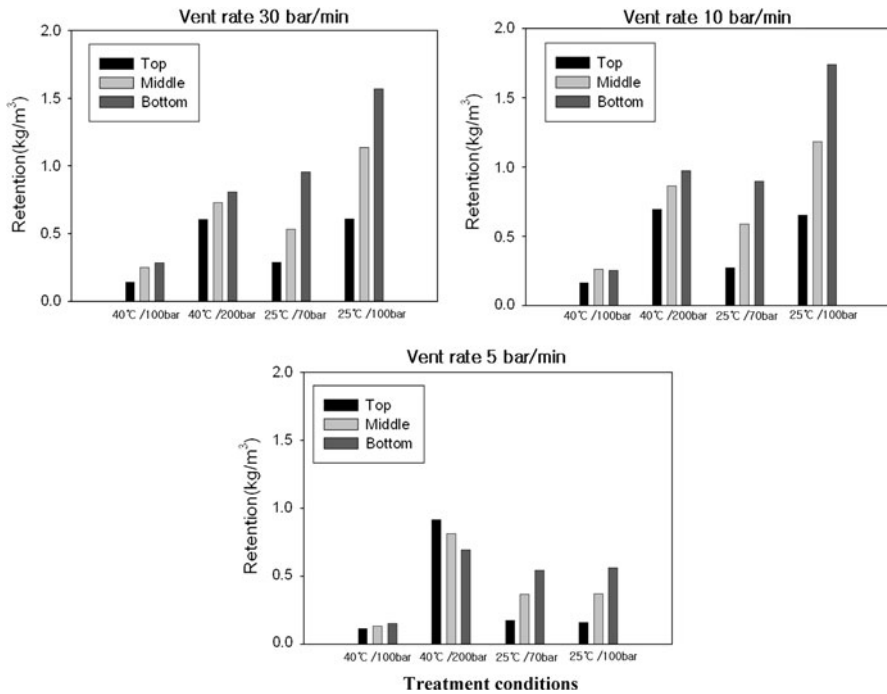 Vent rate 30 bar/min
Retention(kg/m³)
2.0
1.5
1.0
0.5
0.0
Top
Middle
Bottom
40℃/100bar 40℃/200bar 25℃/70bar 25℃/100bar
Vent rate 10 bar/min
Retention(kg/m³)
2.0
1.5
1.0
0.5
0.0
Top
Middle
Bottom
40℃/100bar 40℃/200bar 25℃/70bar 25℃/100bar
Vent rate 5 bar/min
Retention(kg/m³)
2.0
1.5
1.0
0.5
0.0
Top
Middle
Bottom
40℃/100bar 40℃/200bar 25℃/70bar 25℃/100bar
Treatment conditions